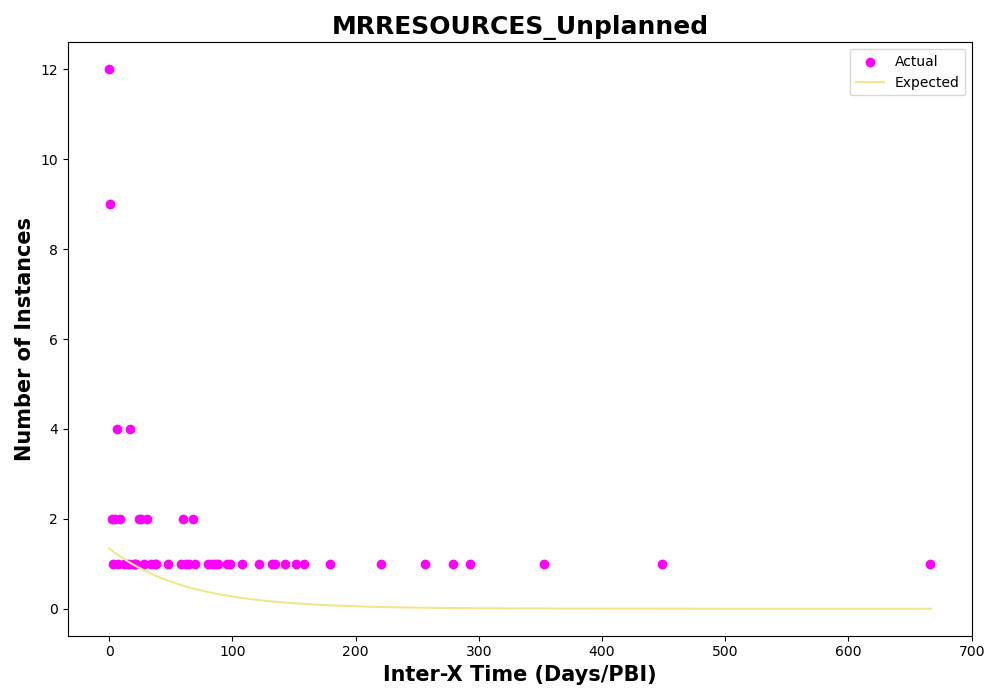 MRRESOURCES_Unplanned
Actual
Expected
Number of Instances
12
10
8
6
4
2
0
0 100 200 300 400 500 600 700
Inter-X Time (Days/PBI)